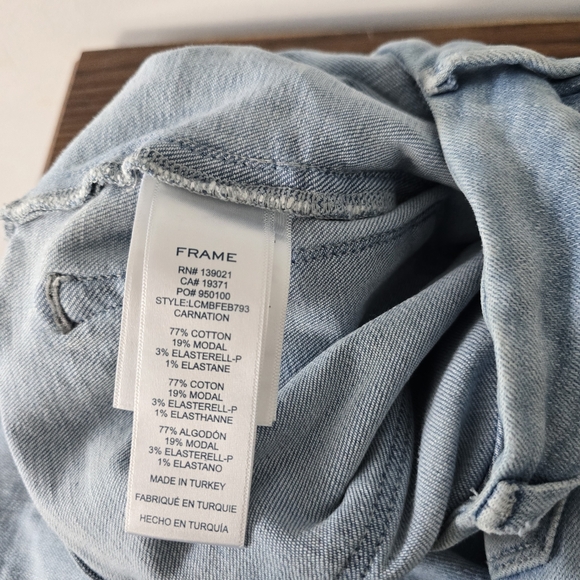 FRAME
RN# 139021
CA# 19371
PO# 950100
STYLE:LCMBFEB793
CARNATION
77% COTTON
19% MODAL
3% ELASTERELL-P
1% ELASTANE
77% COTON
19% MODAL
3% ELASTERELL-P
1% ELASTHANNE
77% ALGODÓN
19% MODAL
3% ELASTERELL-P
1% ELASTANO
MADE IN TURKEY
FABRIQUÉ EN TURQUIE
HECHO EN TURQUÍA